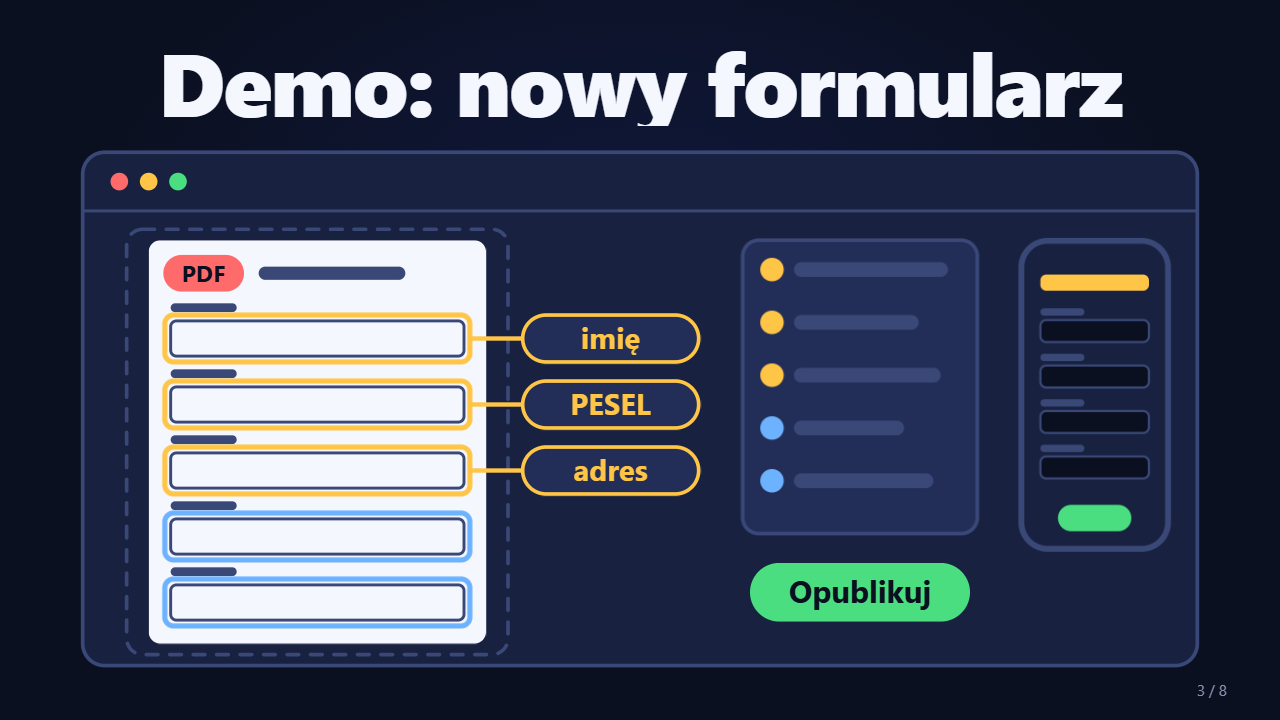 Demo: nowy formularz
PDF
imię
PESEL
adres
Opublikuj
3 / 8